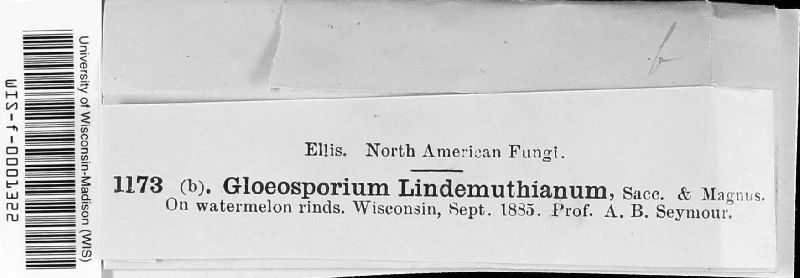 University of Wisconsin-Madison (WIS)
WIS-f-0001322
b
Ellis. North American Fungi.
1173 (b). Gloeosporium Lindemuthianum, Sacc. & Magnus.
On watermelon rinds. Wisconsin, Sept. 1885. Prof. A. B. Seymour.